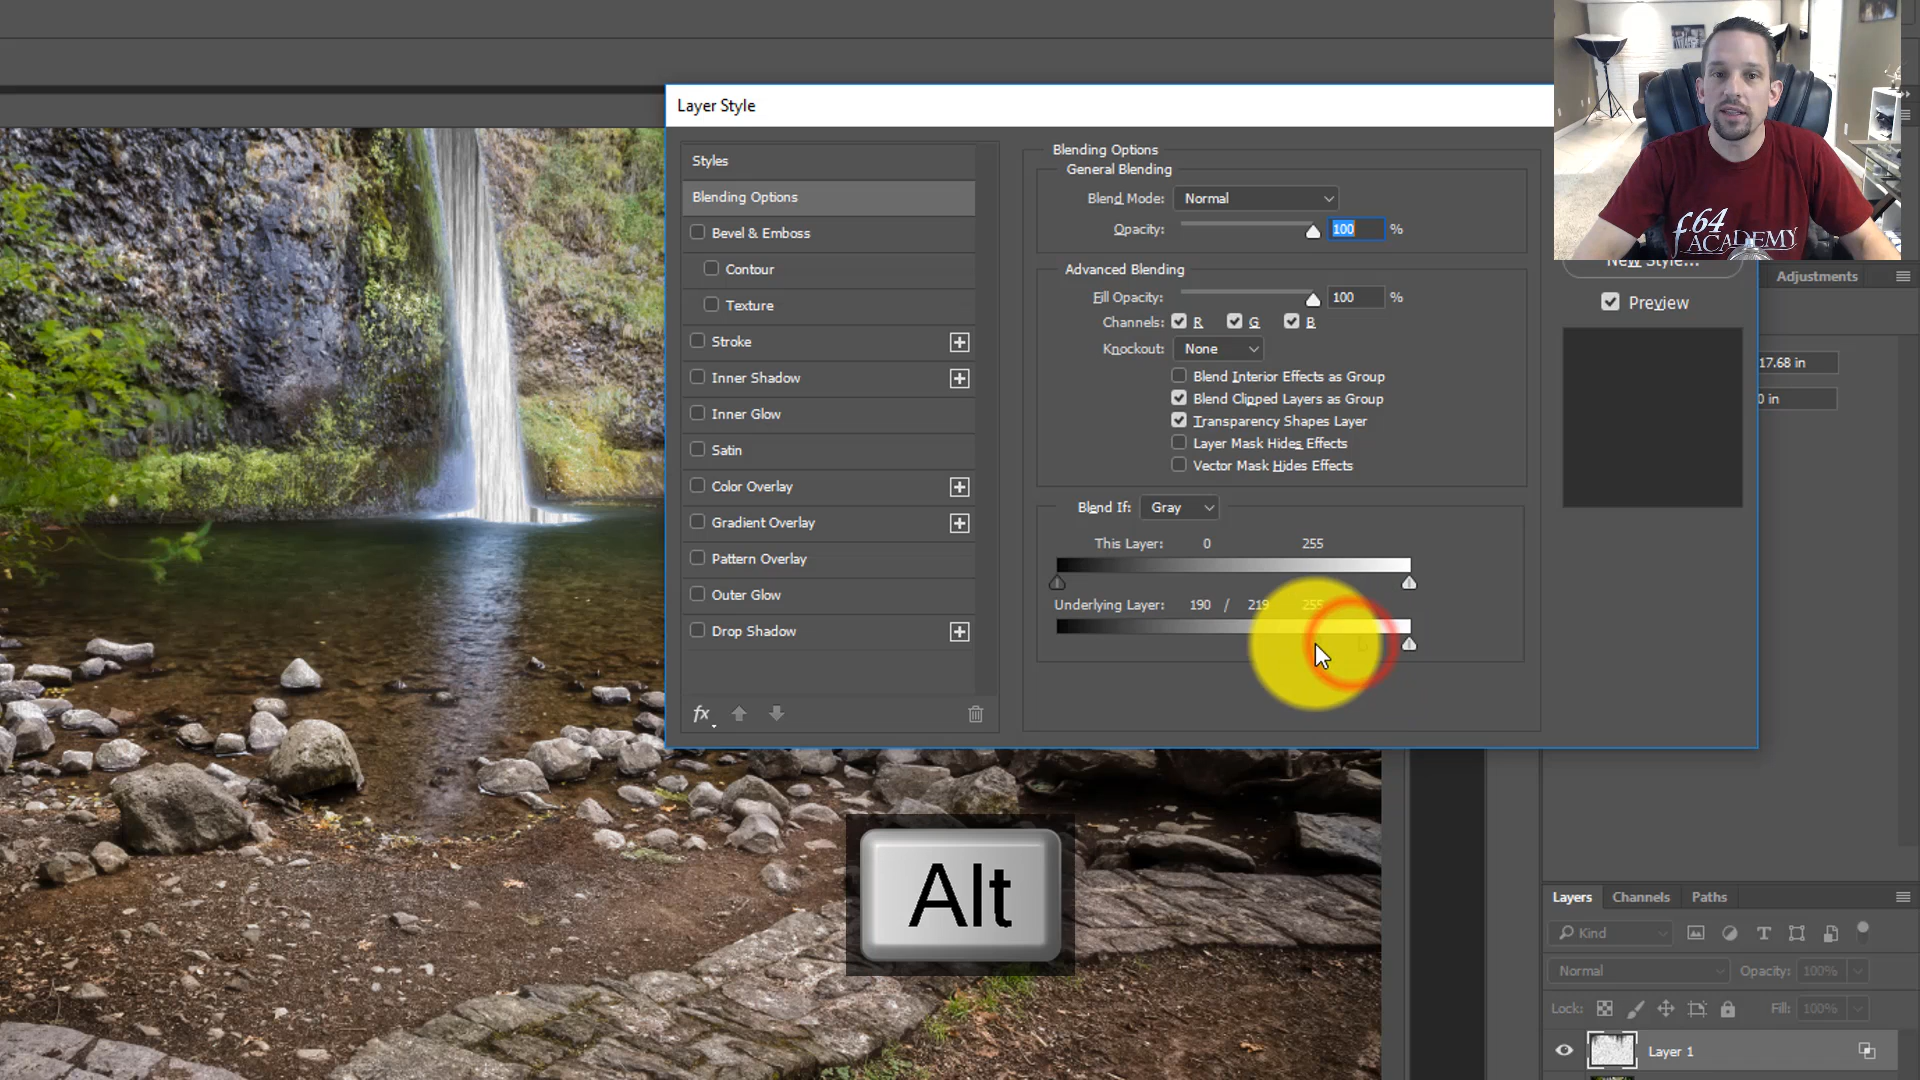 Layer Style
Styles
Blending Options
Bevel & Emboss
Contour
Texture
Stroke
Inner Shadow
Inner Glow
Satin
Color Overlay
Gradient Overlay
Pattern Overlay
Outer Glow
Drop Shadow
fx
Blending Options
General Blending
Blend Mode: Normal
Opacity: 100 %
Advanced Blending
Fill Opacity: 100 %
Channels: R G B
Knockout: None
Blend Interior Effects as Group
Blend Clipped Layers as Group
Transparency Shapes Layer
Layer Mask Hides Effects
Vector Mask Hides Effects
Blend If: Gray
This Layer: 0 255
Underlying Layer: 190 / 219 255
New Style...
Preview
f.64
ACADEMY
Adjustments
17.68 in
0 in
Alt
Layers Channels Paths
Kind
Normal Opacity: 100%
Lock: Fill: 100%
Layer 1